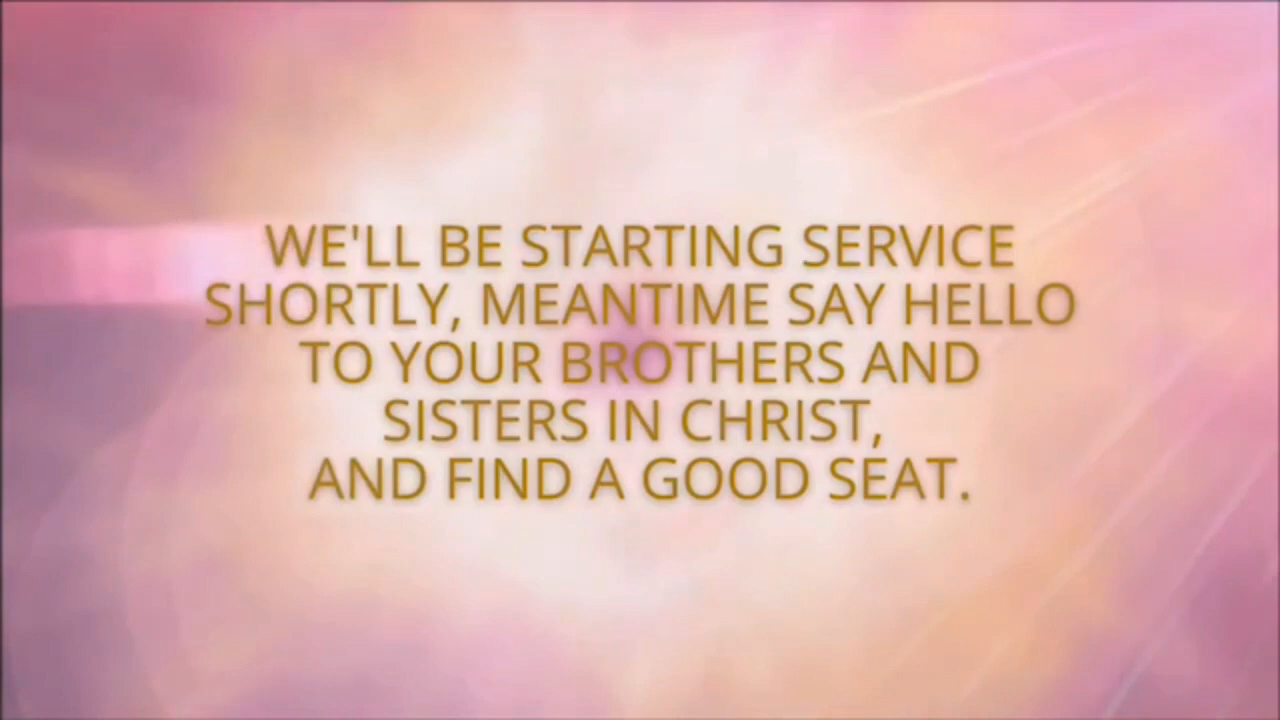 WE'LL BE STARTING SERVICE
SHORTLY, MEANTIME SAY HELLO
TO YOUR BROTHERS AND
SISTERS IN CHRIST,
AND FIND A GOOD SEAT.